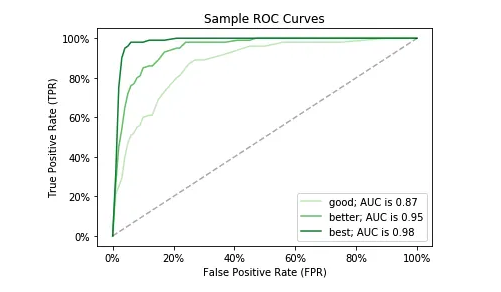 Sample ROC Curves
True Positive Rate (TPR)
100%
80%
60%
40%
20%
0%
good; AUC is 0.87
better; AUC is 0.95
best; AUC is 0.98
0%
20%
40%
60%
80%
100%
False Positive Rate (FPR)